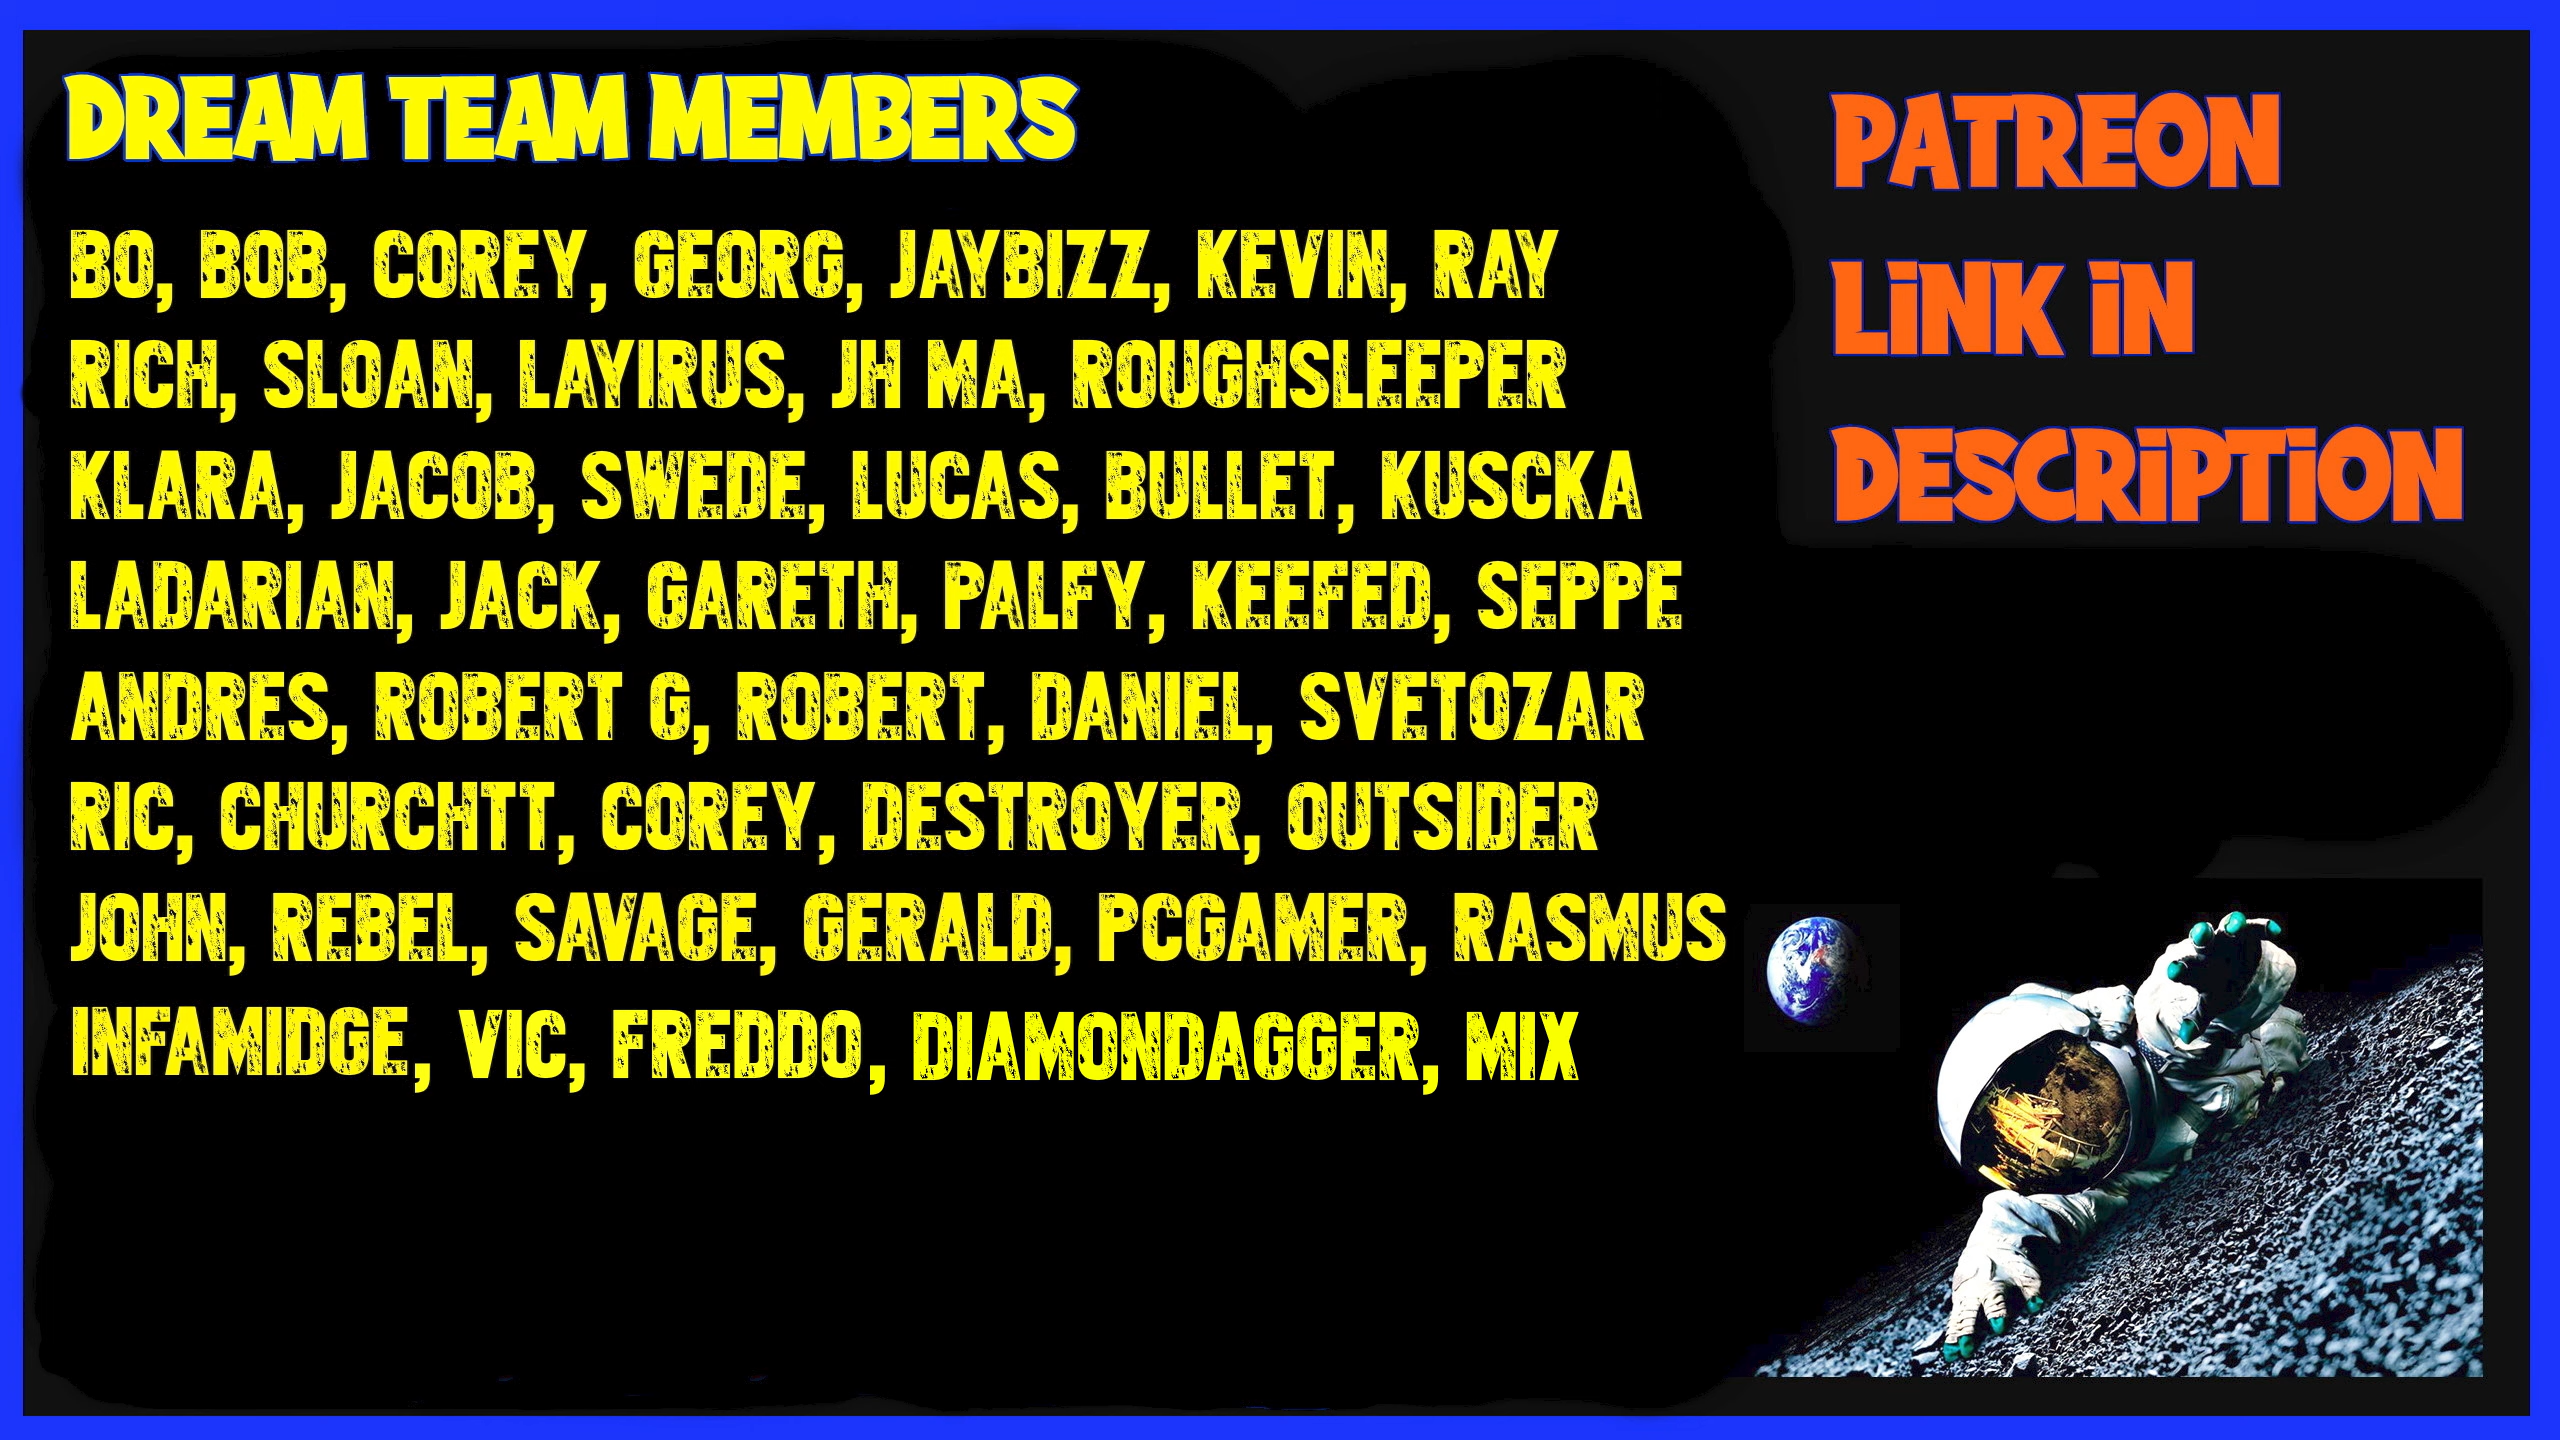 DREAM TEAM MEMBERS
BO, BOB, COREY, GEORG, JAYBIZZ, KEVIN, RAY
RICH, SLOAN, LAYIRUS, JH MA, ROUGHSLEEPER
KLARA, JACOB, SWEDE, LUCAS, BULLET, KUSCKA
LADARIAN, JACK, GARETH, PALFY, KEEFED, SEPPE
ANDRES, ROBERT G, ROBERT, DANIEL, SVETOZAR
RIC, CHURCHTT, COREY, DESTROYER, OUTSIDER
JOHN, REBEL, SAVAGE, GERALD, PCGAMER, RASMUS
INFAMIDGE, VIC, FREDDO, DIAMONDAGGER, MIX
PATREON
LiNK iN
DESCRiPTiON